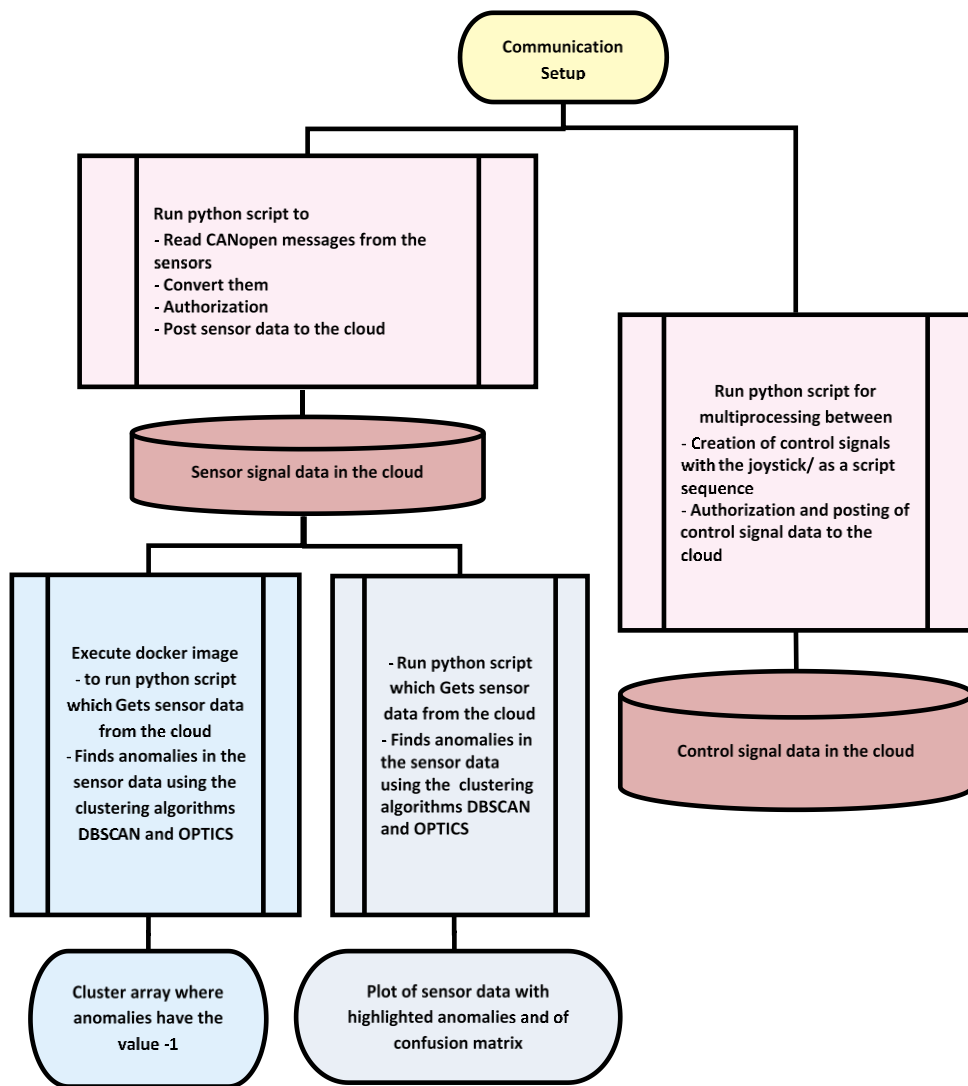 Communication
Setup
Run python script to
- Read CANopen messages from the
sensors
- Convert them
- Authorization
- Post sensor data to the cloud
Run python script for
multiprocessing between
- Creation of control signals
with the joystick/ as a script
sequence
- Authorization and posting of
control signal data to the
cloud
Sensor signal data in the cloud
Control signal data in the cloud
Execute docker image
- to run python script
which Gets sensor data
from the cloud
- Finds anomalies in the
sensor data using the
clustering algorithms
DBSCAN and OPTICS
- Run python script
which Gets sensor
data from the cloud
- Finds anomalies in
the sensor data
using the clustering
algorithms DBSCAN
and OPTICS
Cluster array where
anomalies have the
value -1
Plot of sensor data with
highlighted anomalies and of
confusion matrix